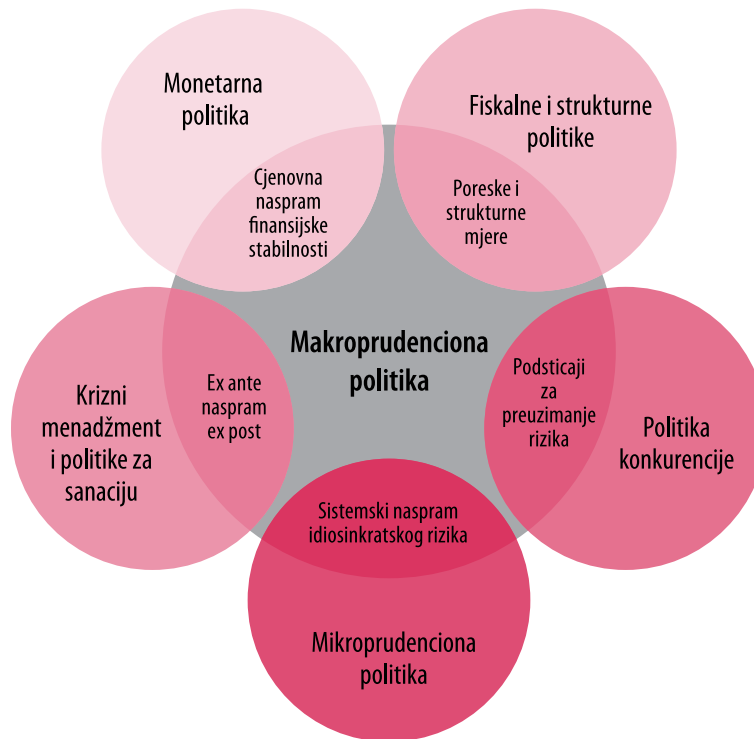 Monetarna
politika
Fiskalne i strukturne
politike
Cjenovna
naspram
finansijske
stabilnosti
Poreske i
strukturne
mjere
Makroprudenciona
politika
Krizni
menadžment
i politike za
sanaciju
Ex ante
naspram
ex post
Podsticaji
za
preuzimanje
rizika
Politika
konkurencije
Sistemski naspram
idiosinkratskog rizika
Mikroprudenciona
politika